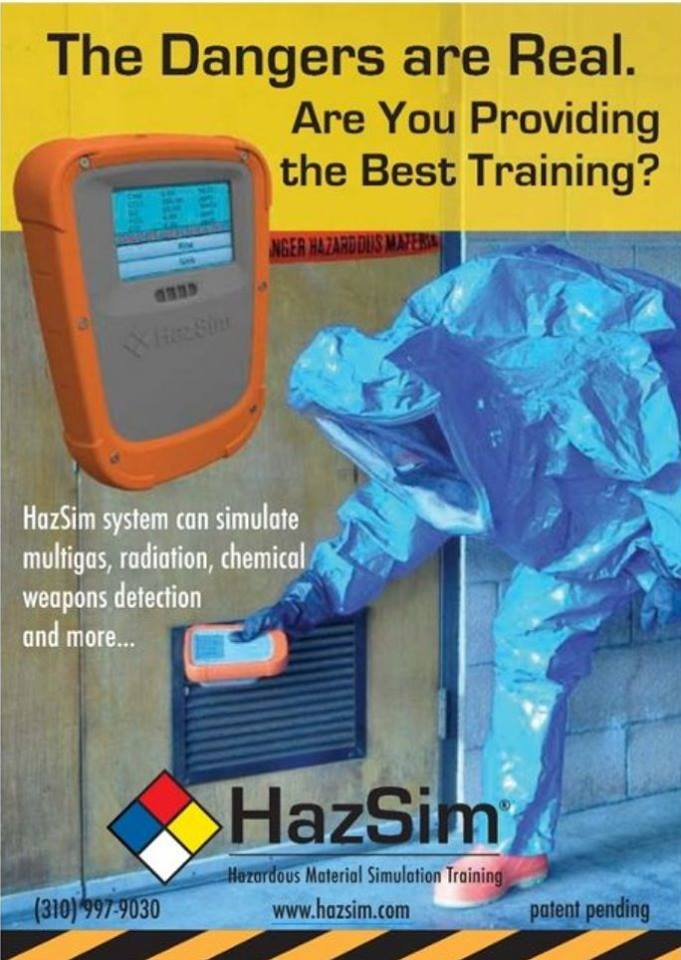 The Dangers are Real.
Are You Providing
the Best Training?
NGER HAZARDOUS MATERIA
HazSim
HazSim system can simulate
multigas, radiation, chemical
weapons detection
and more...
HazSim®
Hazardous Material Simulation Training
(310) 997-9030
www.hazsim.com
patent pending